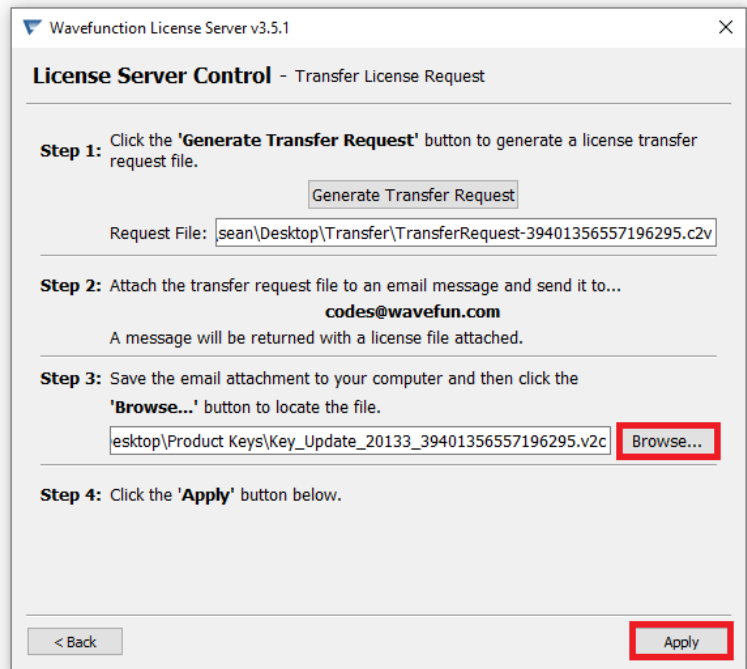 Wavefunction License Server v3.5.1
License Server Control - Transfer License Request
Step 1: Click the 'Generate Transfer Request' button to generate a license transfer
request file.
Generate Transfer Request
Request File: sean\Desktop\Transfer\TransferRequest-39401356557196295.c2v
Step 2: Attach the transfer request file to an email message and send it to...
codes@wavefun.com
A message will be returned with a license file attached.
Step 3: Save the email attachment to your computer and then click the
'Browse...' button to locate the file.
esktop\Product Keys\Key_Update_20133_39401356557196295.v2c Browse...
Step 4: Click the 'Apply' button below.
< Back Apply